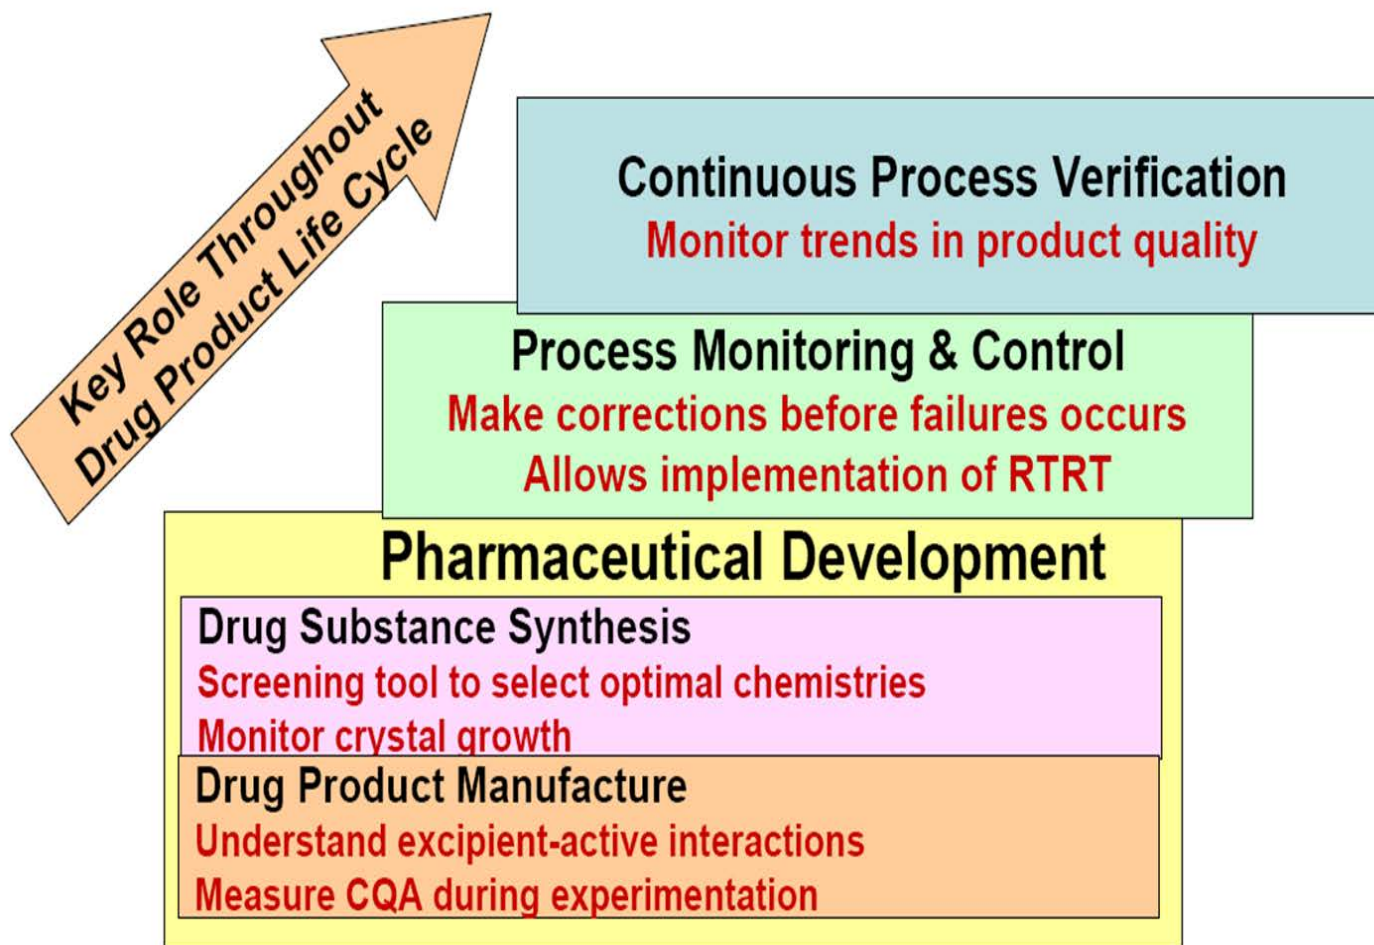 Key Role Throughout
Drug Product Life Cycle
Continuous Process Verification
Monitor trends in product quality
Process Monitoring & Control
Make corrections before failures occurs
Allows implementation of RTRT
Pharmaceutical Development
Drug Substance Synthesis
Screening tool to select optimal chemistries
Monitor crystal growth
Drug Product Manufacture
Understand excipient-active interactions
Measure CQA during experimentation